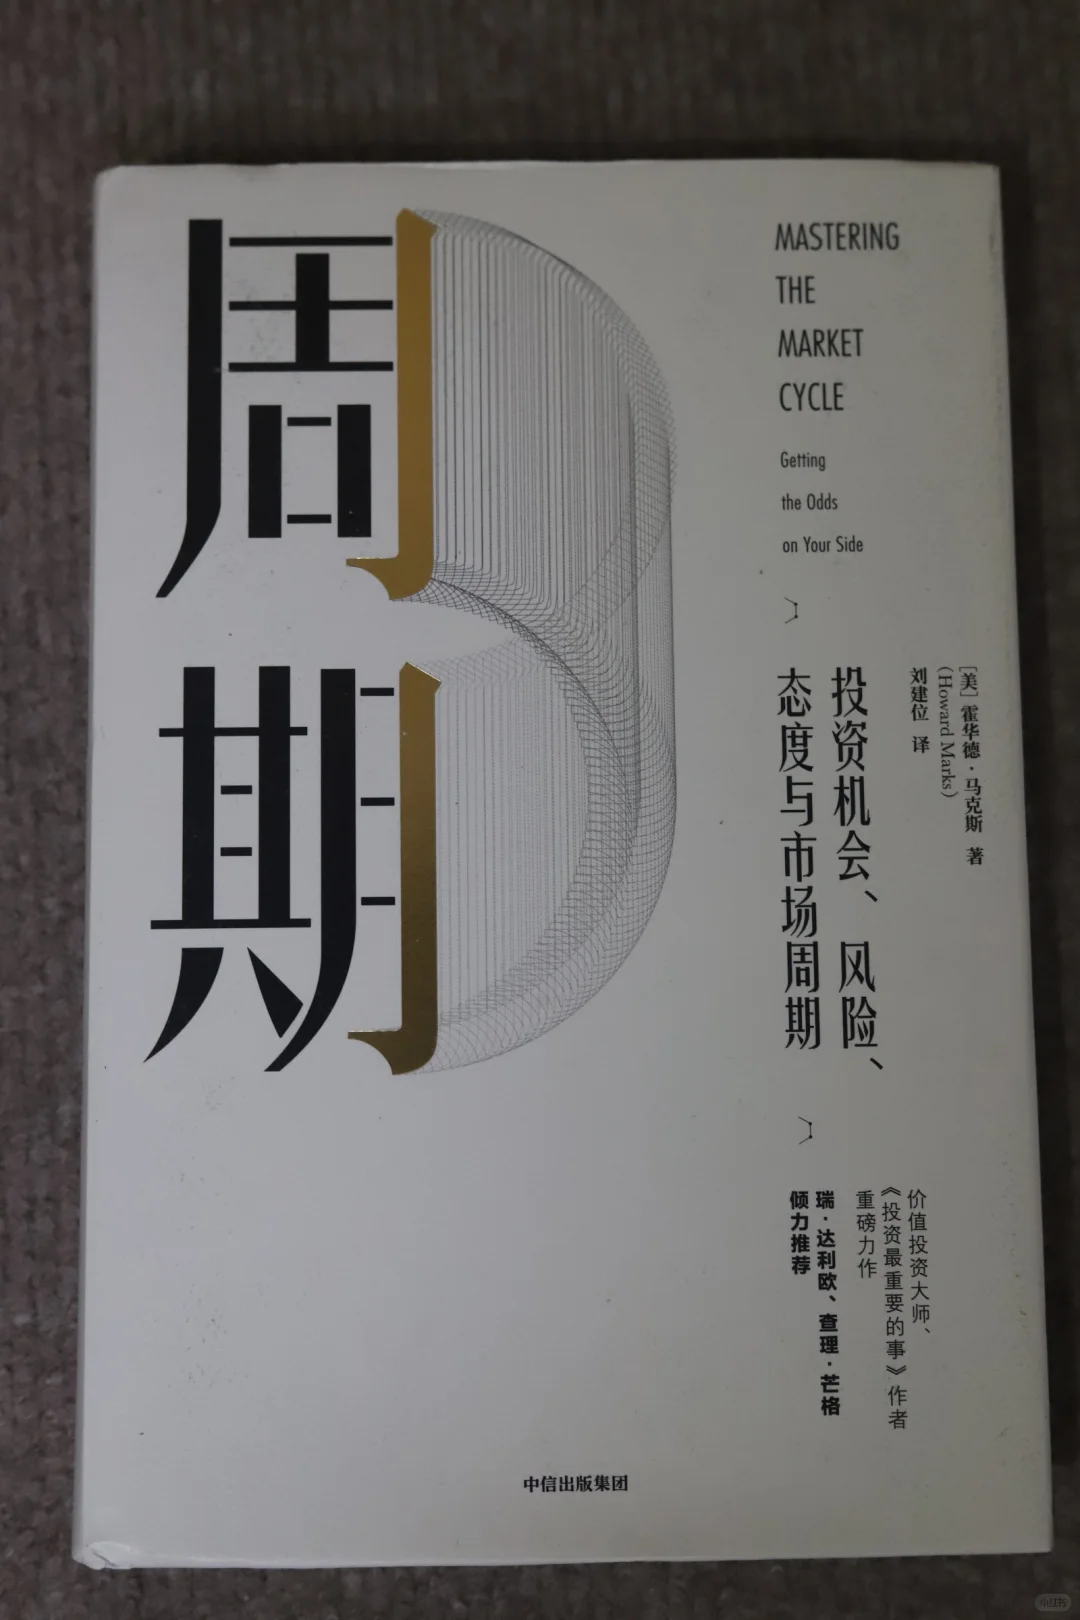 周期
MASTERING
THE
MARKET
CYCLE
Getting
the Odds
on Your Side
[美] 霍华德·马克斯 著
(Howard Marks)
刘建位 译
投资机会、风险、
态度与市场周期
价值投资大师、
《投资最重要的事》作者
重磅力作
瑞·达利欧、查理·芒格
倾力推荐
中信出版集团
小红书